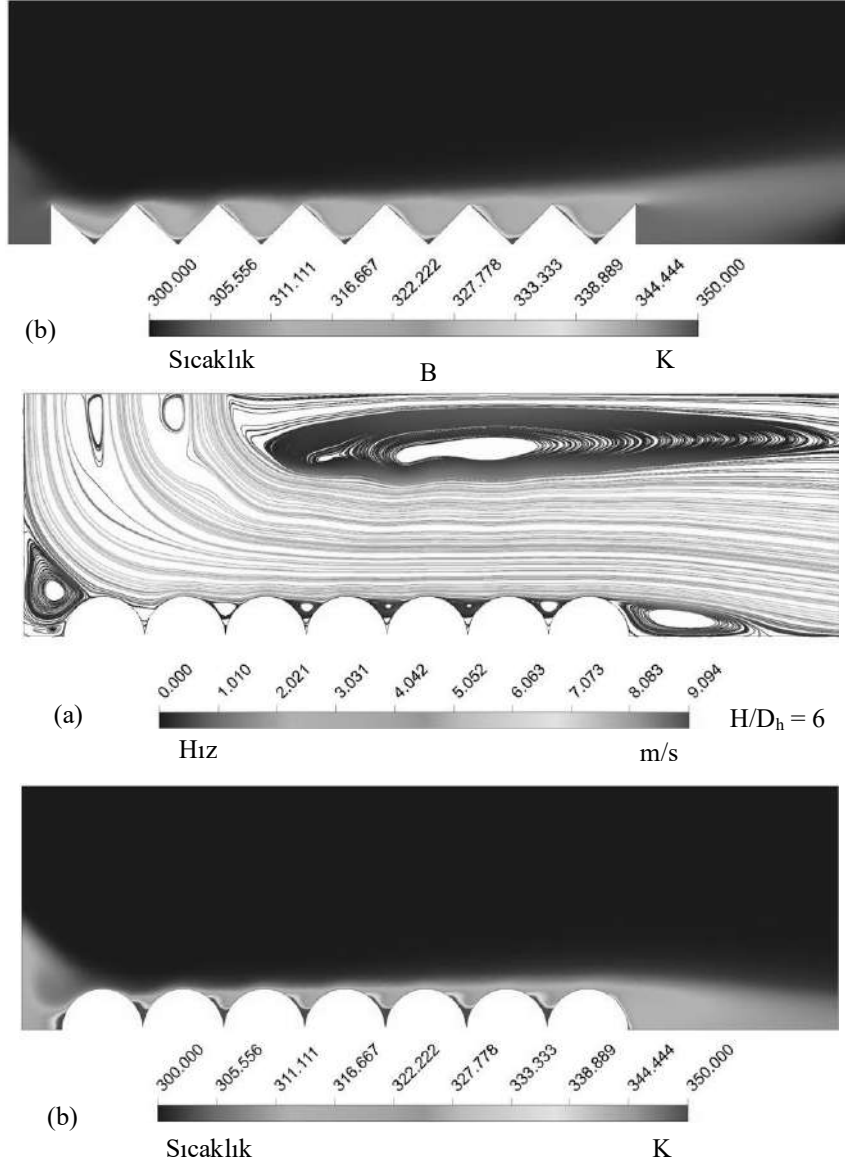 300.000 305.556 311.111 316.667 322.222 327.778 333.333 338.889 344.444 350.000
(b)
Sıcaklık K
B
0.000 1.010 2.021 3.031 4.042 5.052 6.063 7.073 8.083 9.094
(a) H/Dₕ = 6
Hız m/s
300.000 305.556 311.111 316.667 322.222 327.778 333.333 338.889 344.444 350.000
(b)
Sıcaklık K